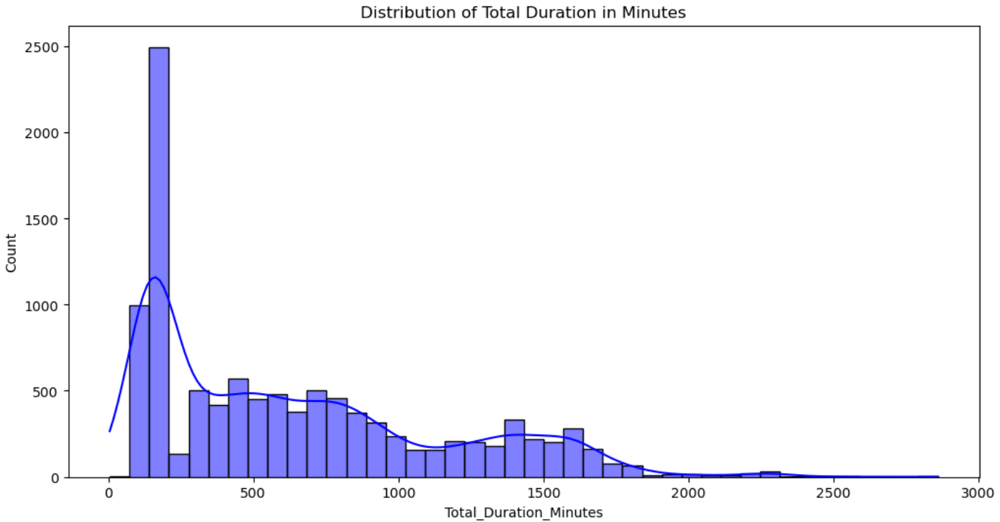 Distribution of Total Duration in Minutes
Count
2500
2000
1500
1000
500
0
0 500 1000 1500 2000 2500 3000
Total_Duration_Minutes